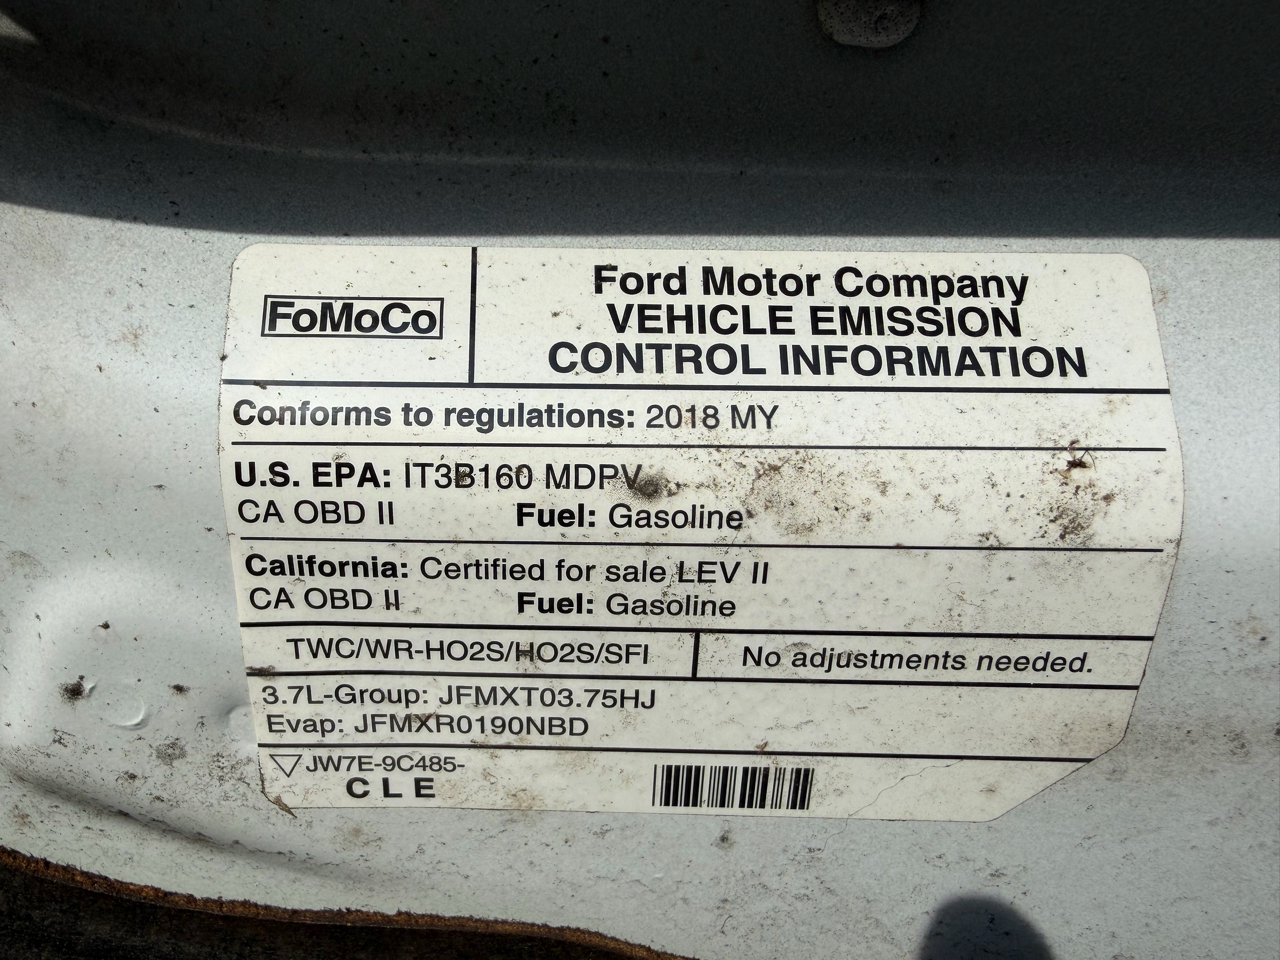 FoMoCo
Ford Motor Company
VEHICLE EMISSION
CONTROL INFORMATION
Conforms to regulations: 2018 MY
U.S. EPA: IT3B160 MDPV
CA OBD II Fuel: Gasoline
California: Certified for sale LEV II
CA OBD II Fuel: Gasoline
TWC/WR-HO2S/HO2S/SFI
No adjustments needed.
3.7L-Group: JFMXT03.75HJ
Evap: JFMXR0190NBD
JW7E-9C485-
C L E